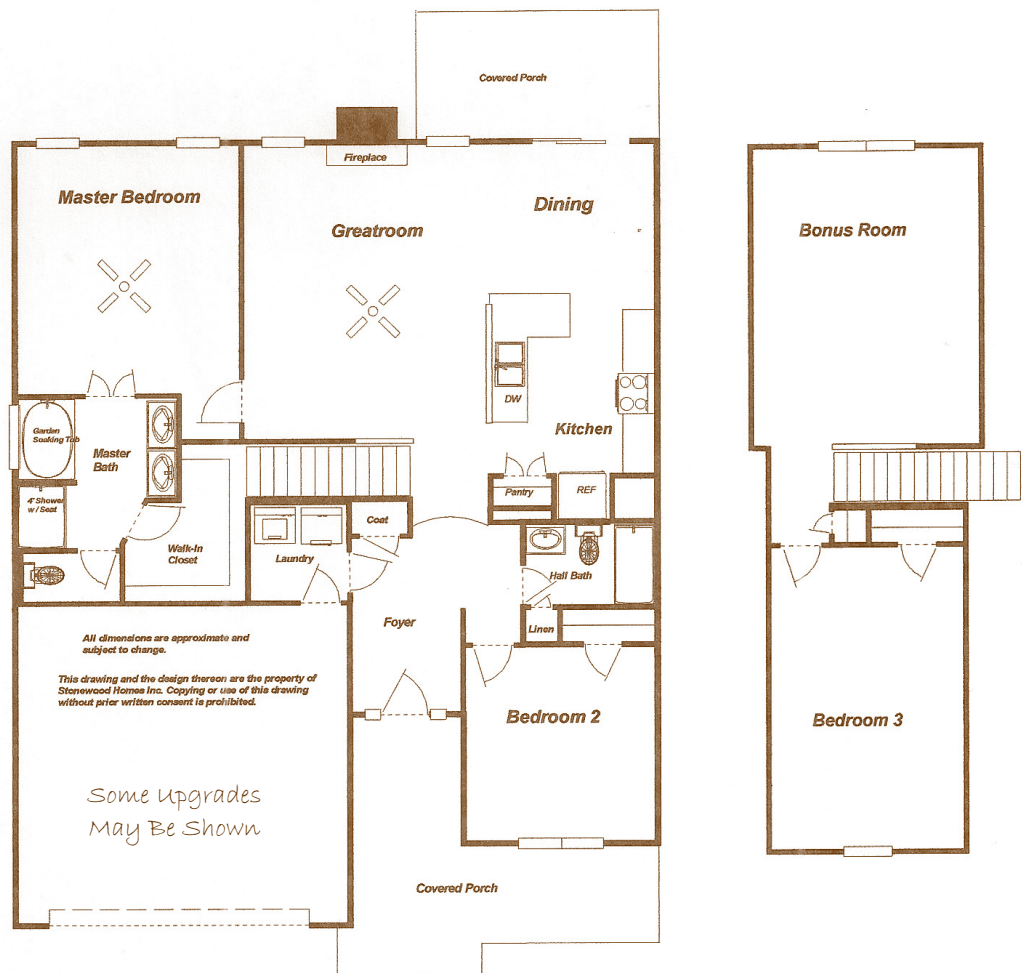 Covered Porch
Fireplace
Master Bedroom
Greatroom
Dining
Bonus Room
DW
Kitchen
Garden
Soaking Tub
Master
Bath
4' Shower
w / Seat
Walk-In
Closet
Pantry
REF
Coat
Laundry
Hall Bath
Linen
Foyer
All dimensions are approximate and
subject to change.
This drawing and the design thereon are the property of
Stonewood Homes Inc. Copying or use of this drawing
without prior written consent is prohibited.
Bedroom 2
Bedroom 3
Some Upgrades
May Be Shown
Covered Porch